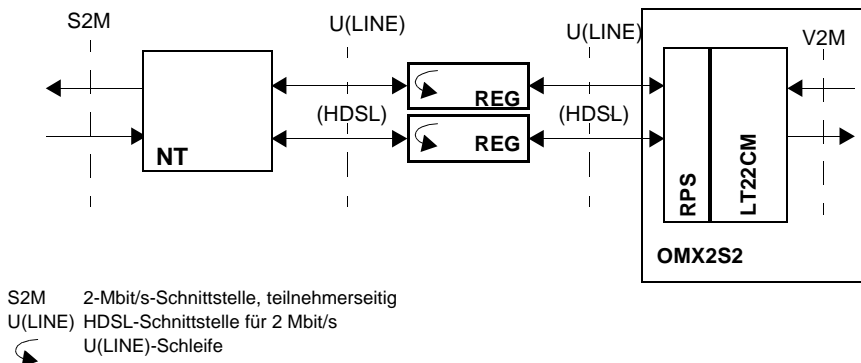 S2M
U(LINE)
U(LINE)
V2M
REG
(HDSL)
(HDSL)
NT
REG
RPS
LT22CM
OMX2S2
S2M 2-Mbit/s-Schnittstelle, teilnehmerseitig
U(LINE) HDSL-Schnittstelle für 2 Mbit/s
U(LINE)-Schleife